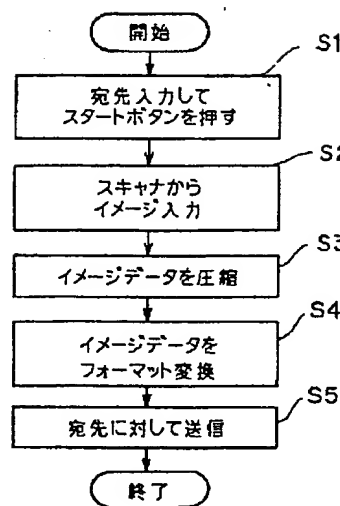 開始
S1
宛先入力して
スタートボタンを押す
S2
スキャナから
イメージ入力
S3
イメージデータを圧縮
S4
イメージデータを
フォーマット変換
S5
宛先に対して送信
終了